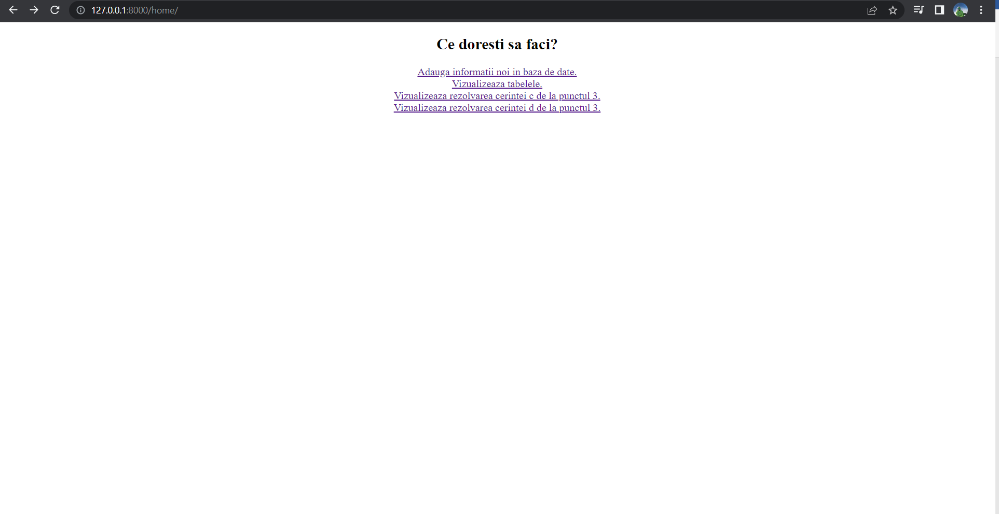 127.0.0.1:8000/home/
Ce doresti sa faci?
Adauga informatii noi in baza de date.
Vizualizeaza tabelele.
Vizualizeaza rezolvarea cerintei c de la punctul 3.
Vizualizeaza rezolvarea cerintei d de la punctul 3.